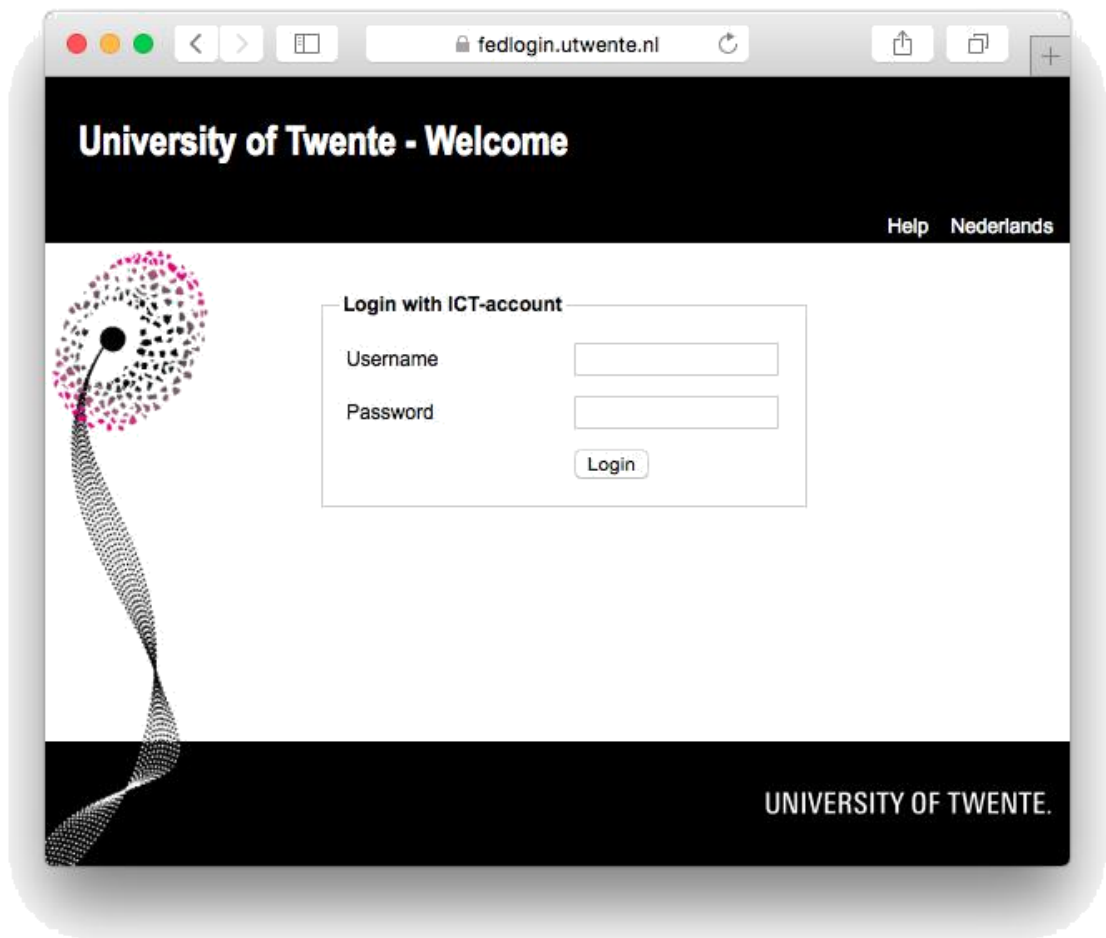 fedlogin.utwente.nl
University of Twente - Welcome
Help Nederlands
Login with ICT-account
Username
Password
Login
UNIVERSITY OF TWENTE.